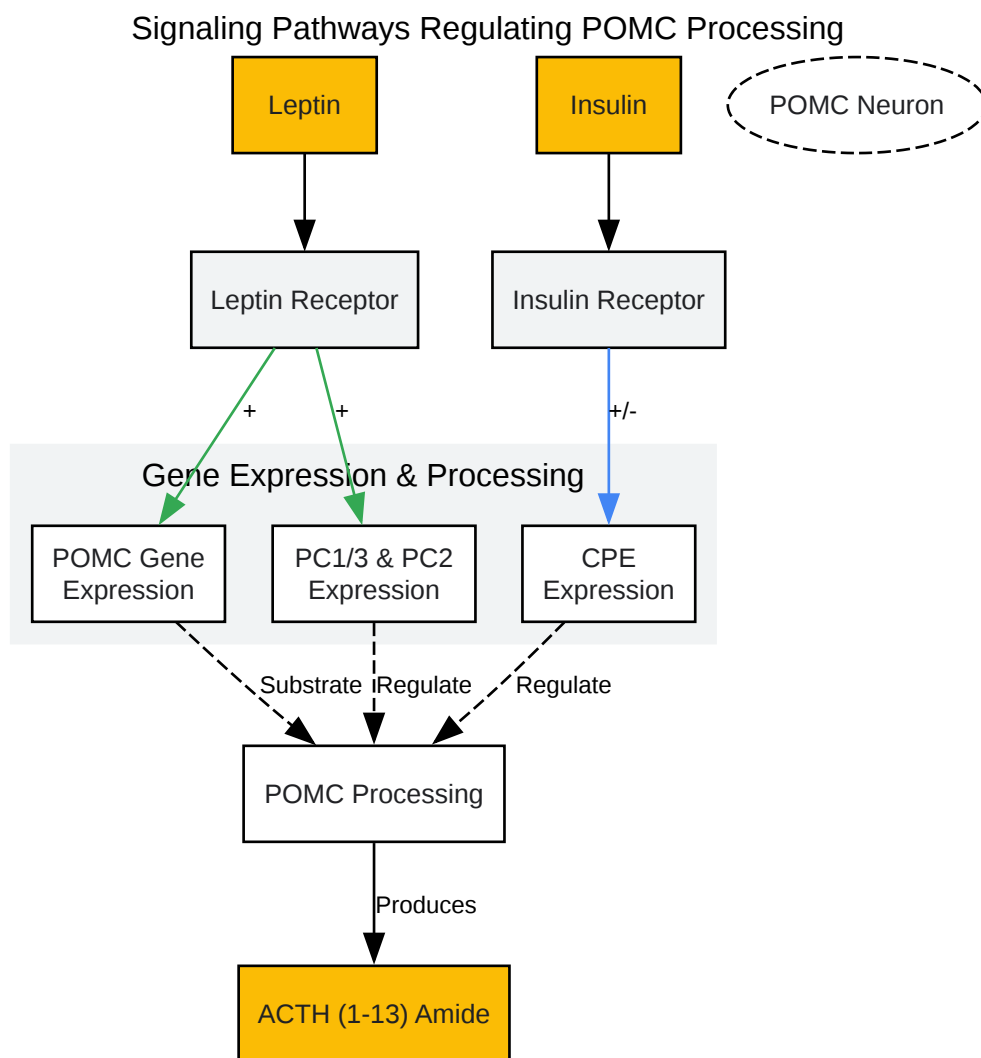 Signaling Pathways Regulating POMC Processing
Leptin
Insulin
POMC Neuron
Leptin Receptor
Insulin Receptor
+
+
+/-
Gene Expression & Processing
POMC Gene
Expression
PC1/3 & PC2
Expression
CPE
Expression
Substrate
Regulate
Regulate
POMC Processing
Produces
ACTH (1-13) Amide